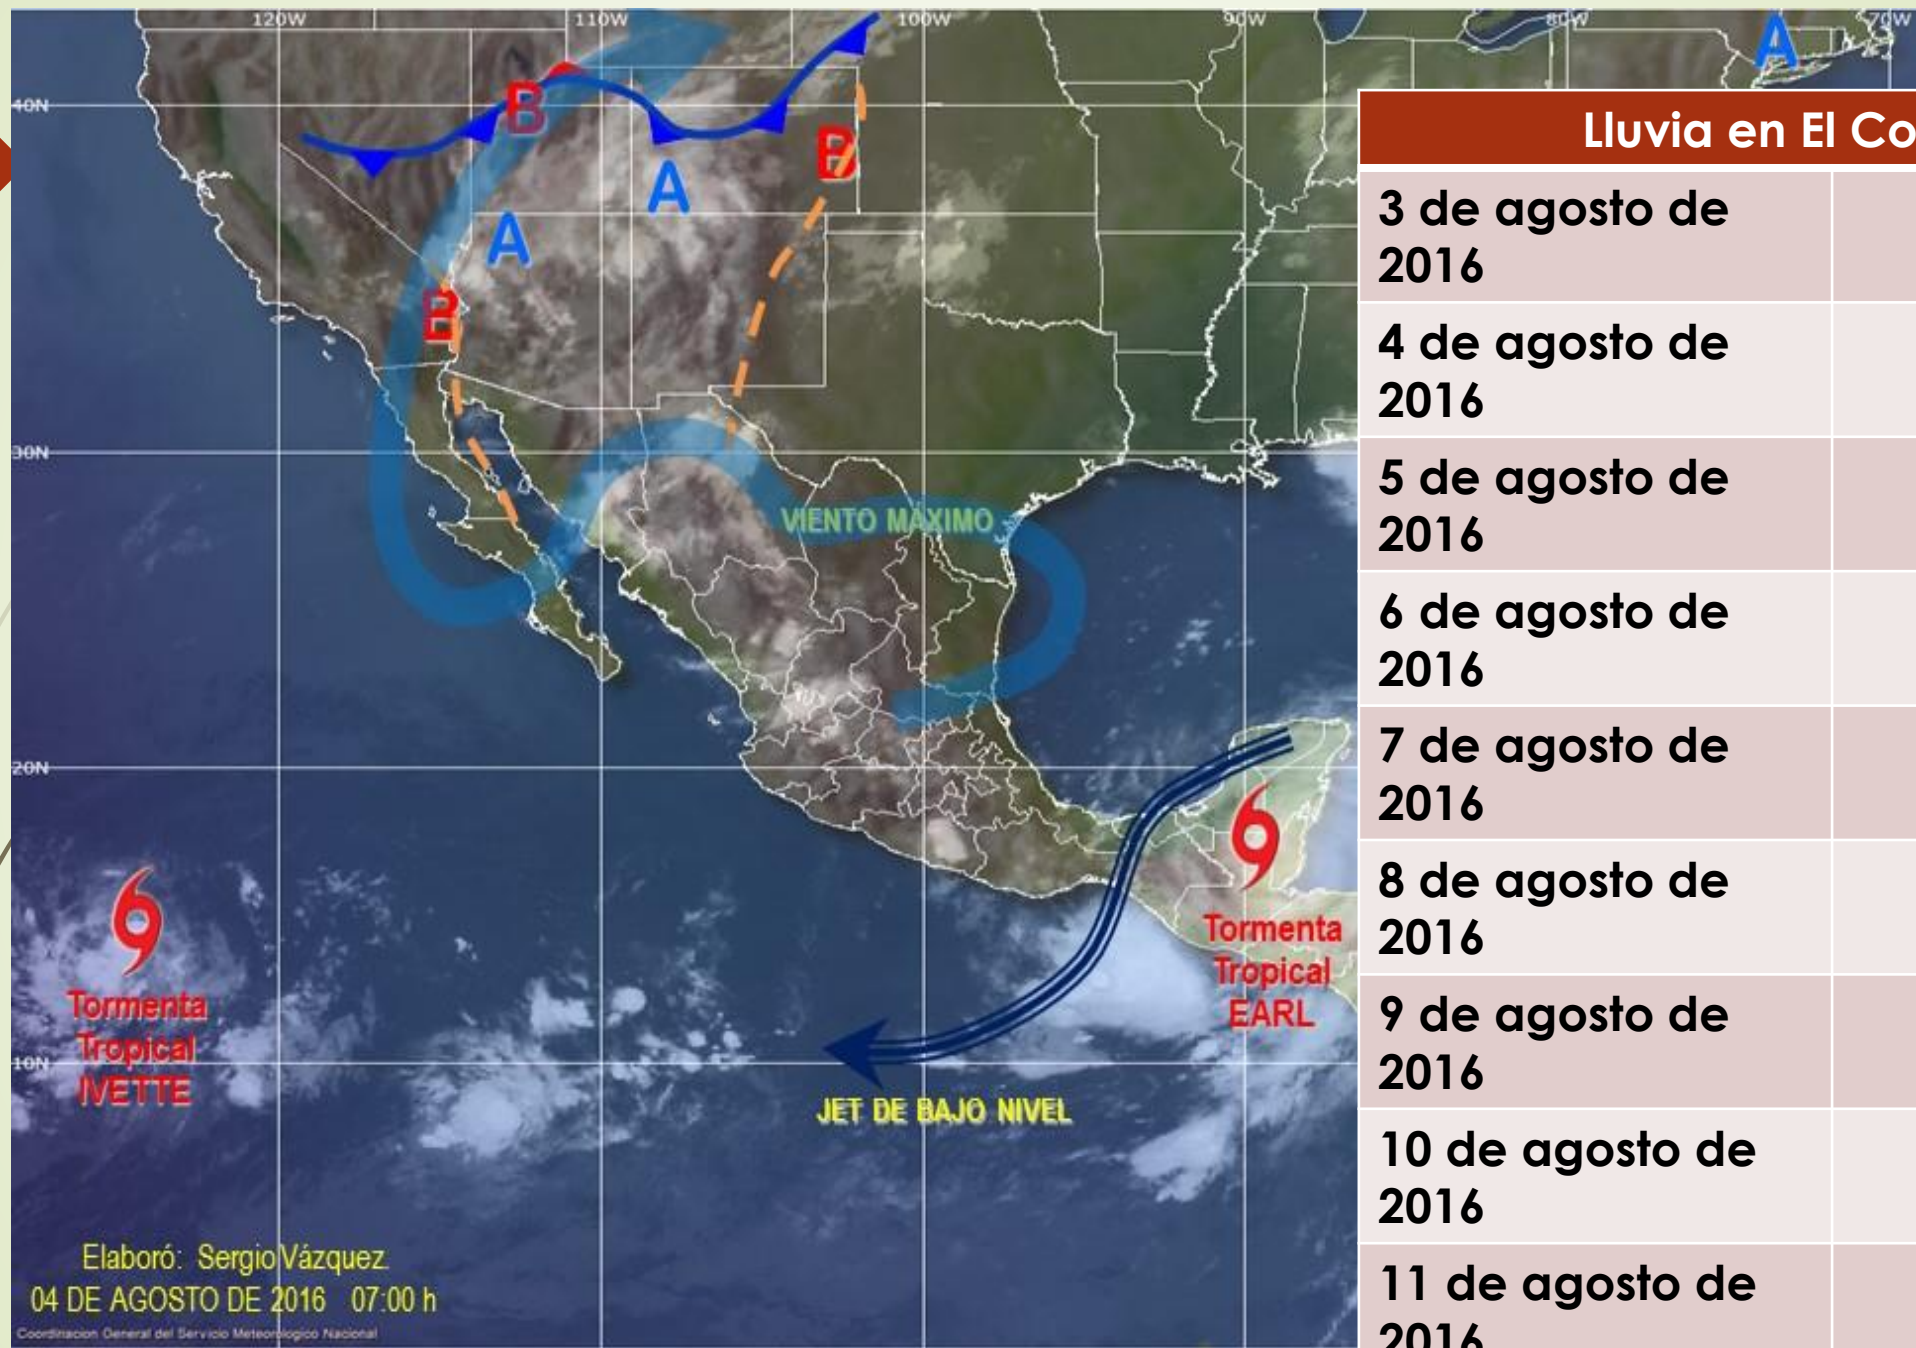 120W
110W
100W
90W
80W
70W
A
B
40N
B
A
A
B
30N
VIENTO MÁXIMO
20N
Tormenta
Tropical
EARL
Tormenta
Tropical
IVETTE
10N
JET DE BAJO NIVEL
Elaboró: Sergio Vázquez.
04 DE AGOSTO DE 2016 07:00 h
Coordinacion General del Servicio Meteorologico Nacional
Lluvia en El Co
3 de agosto de
2016
4 de agosto de
2016
5 de agosto de
2016
6 de agosto de
2016
7 de agosto de
2016
8 de agosto de
2016
9 de agosto de
2016
10 de agosto de
2016
11 de agosto de
2016